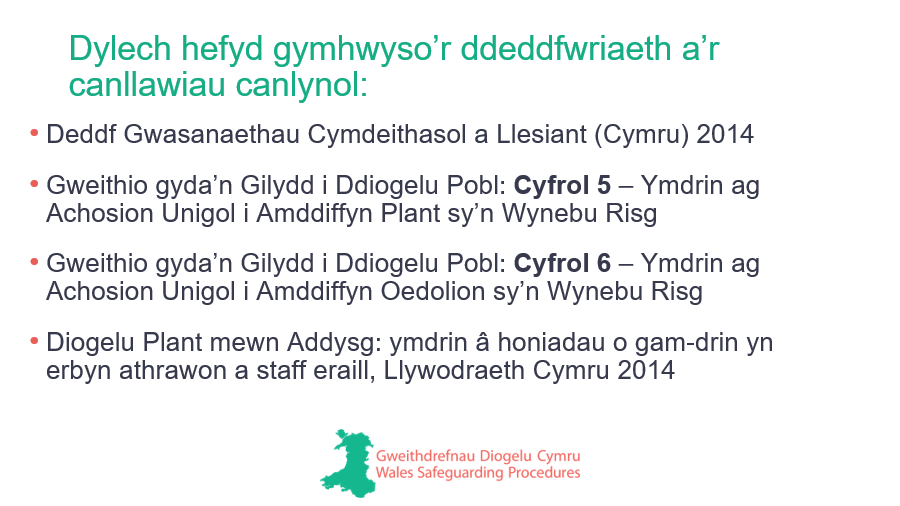 Dylech hefyd gymhwyso’r ddeddfwriaeth a’r
canllawiau canlynol:
• Deddf Gwasanaethau Cymdeithasol a Llesiant (Cymru) 2014
• Gweithio gyda’n Gilydd i Ddiogelu Pobl: Cyfrol 5 – Ymdrin ag
Achosion Unigol i Amddiffyn Plant sy’n Wynebu Risg
• Gweithio gyda’n Gilydd i Ddiogelu Pobl: Cyfrol 6 – Ymdrin ag
Achosion Unigol i Amddiffyn Oedolion sy’n Wynebu Risg
• Diogelu Plant mewn Addysg: ymdrin â honiadau o gam-drin yn
erbyn athrawon a staff eraill, Llywodraeth Cymru 2014
Gweithdrefnau Diogelu Cymru
Wales Safeguarding Procedures